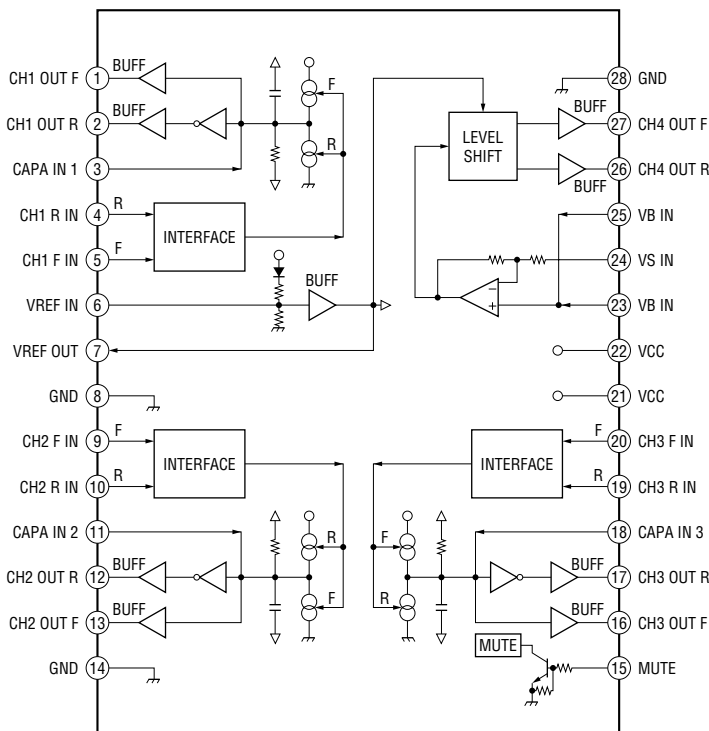 CH1 OUT F 1 BUFF
CH1 OUT R 2 BUFF
CAPA IN 1 3
CH1 R IN 4 R
CH1 F IN 5 F
INTERFACE
F
R
VREF IN 6 BUFF
VREF OUT 7
GND 8
CH2 F IN 9 F
CH2 R IN 10 R
INTERFACE
CAPA IN 2 11
CH2 OUT R 12 BUFF
CH2 OUT F 13 BUFF
R
F
GND 14
28 GND
BUFF 27 CH4 OUT F
BUFF 26 CH4 OUT R
LEVEL
SHIFT
25 VB IN
24 VS IN
23 VB IN
−
+
22 VCC
21 VCC
F 20 CH3 F IN
R 19 CH3 R IN
INTERFACE
18 CAPA IN 3
F
R
BUFF 17 CH3 OUT R
BUFF 16 CH3 OUT F
MUTE
15 MUTE